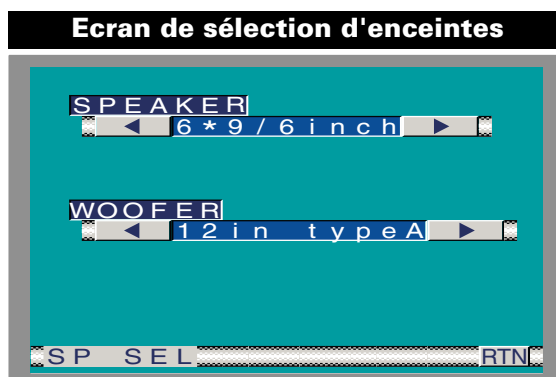 Ecran de sélection d'enceintes
SPEAKER
6*9/6inch
WOOFER
12in typeA
SP SEL RTN